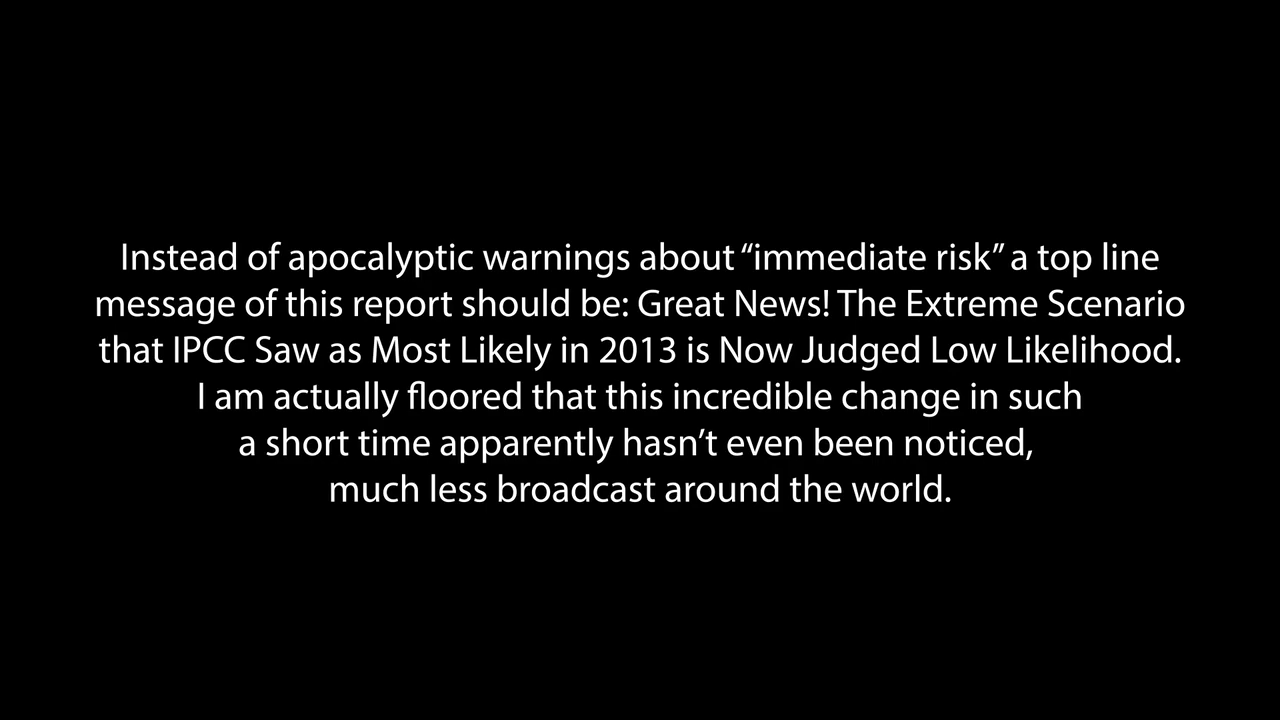 Instead of apocalyptic warnings about “immediate risk” a top line
message of this report should be: Great News! The Extreme Scenario
that IPCC Saw as Most Likely in 2013 is Now Judged Low Likelihood.
I am actually floored that this incredible change in such
a short time apparently hasn’t even been noticed,
much less broadcast around the world.